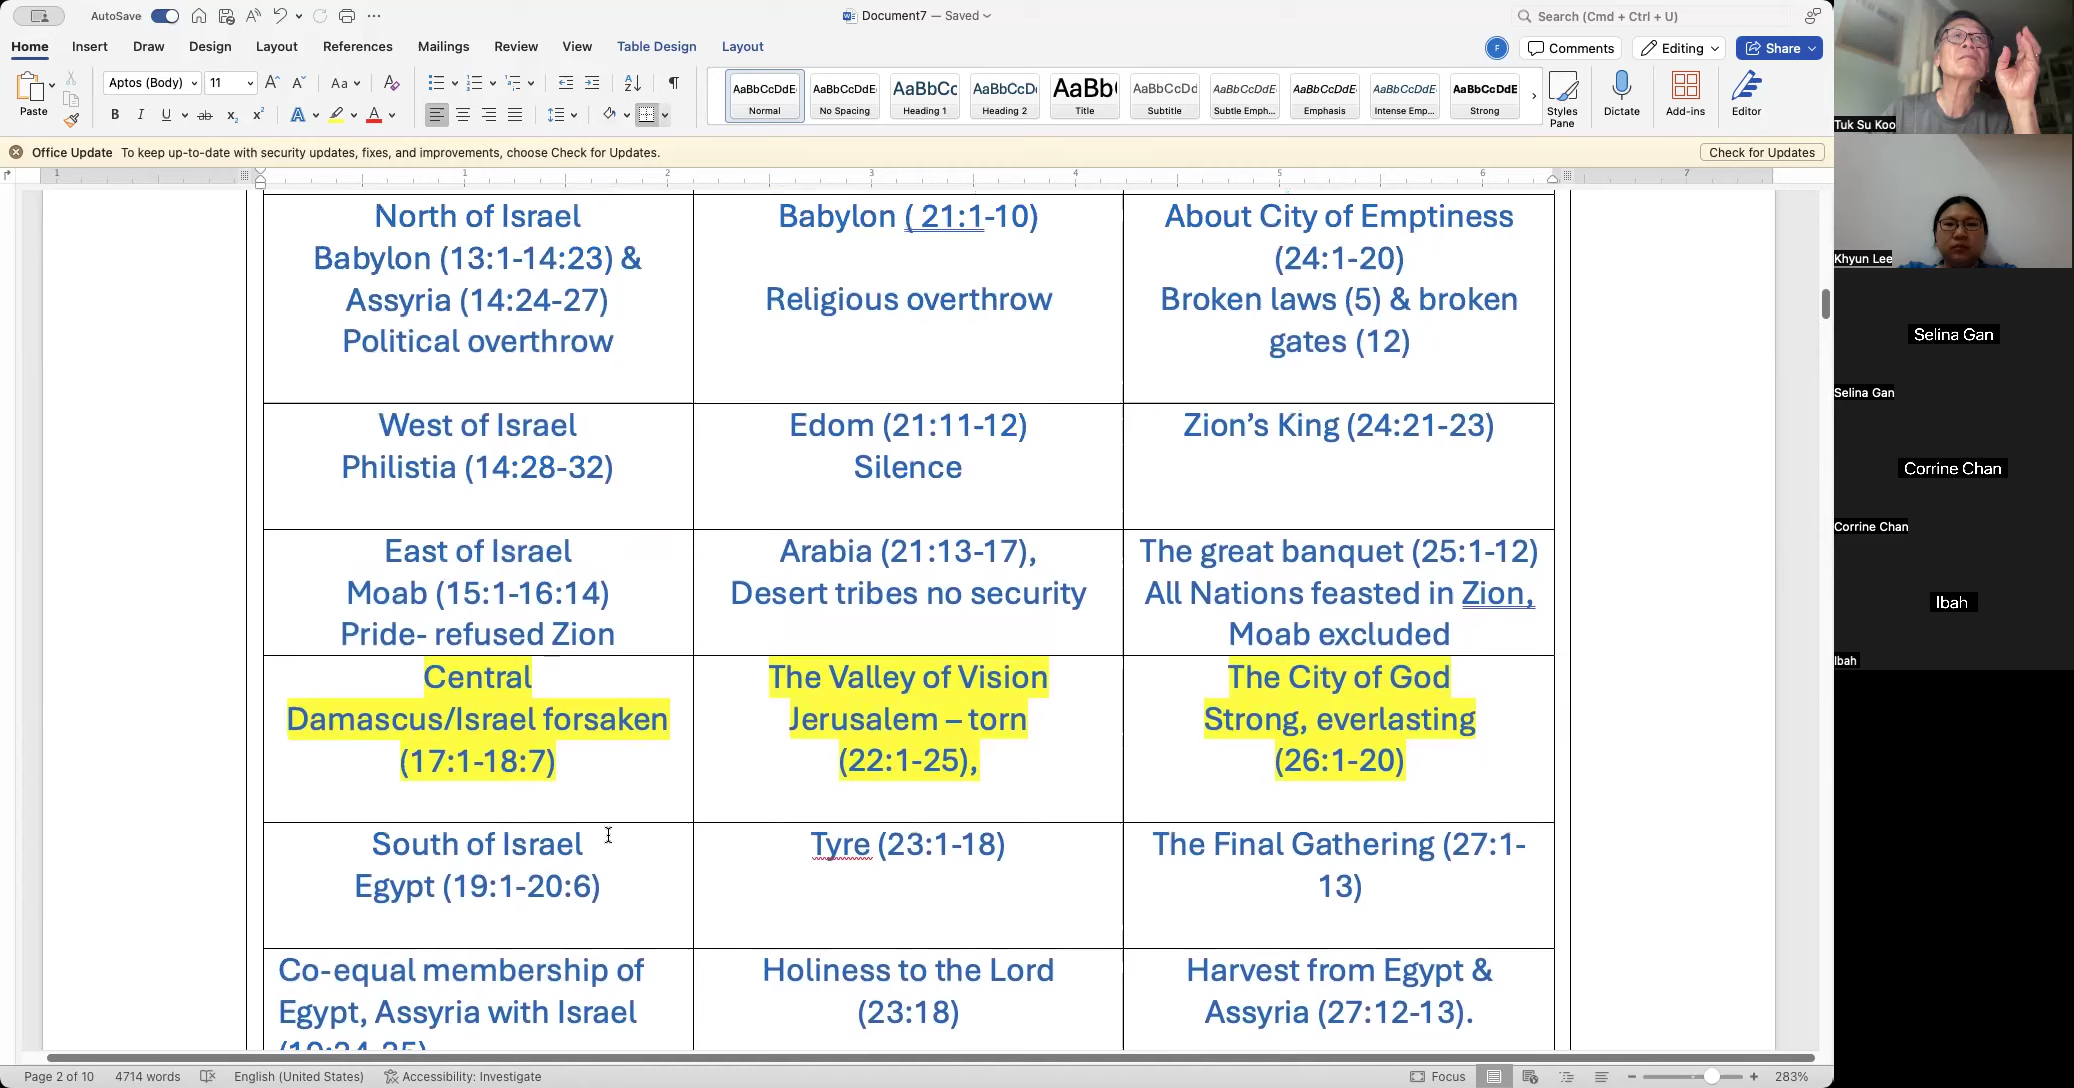 AutoSave
Document7 — Saved
Search (Cmd + Ctrl + U)
Home Insert Draw Design Layout References Mailings Review View Table Design Layout
F Comments Editing Share
Paste
Aptos (Body) 11
AaBbCcDdE AaBbCcDdE AaBbCc AaBbCcD AaBb AaBbCcDd AaBbCcDdE AaBbCcDdE AaBbCcDdE AaBbCcDdE
Normal No Spacing Heading 1 Heading 2 Title Subtitle Subtle Emph... Emphasis Intense Emp... Strong
Styles Pane
Dictate Add-ins Editor
Office Update To keep up-to-date with security updates, fixes, and improvements, choose Check for Updates. Check for Updates
1 1 2 3 4 5 6 7
North of Israel
Babylon (13:1-14:23) &
Assyria (14:24-27)
Political overthrow
Babylon ( 21:1-10)
Religious overthrow
About City of Emptiness
(24:1-20)
Broken laws (5) & broken
gates (12)
West of Israel
Philistia (14:28-32)
Edom (21:11-12)
Silence
Zion’s King (24:21-23)
East of Israel
Moab (15:1-16:14)
Pride- refused Zion
Arabia (21:13-17),
Desert tribes no security
The great banquet (25:1-12)
All Nations feasted in Zion,
Moab excluded
Central
Damascus/Israel forsaken
(17:1-18:7)
The Valley of Vision
Jerusalem – torn
(22:1-25),
The City of God
Strong, everlasting
(26:1-20)
South of Israel
Egypt (19:1-20:6)
Tyre (23:1-18)
The Final Gathering (27:1-
13)
Co-equal membership of
Egypt, Assyria with Israel
Holiness to the Lord
(23:18)
Harvest from Egypt &
Assyria (27:12-13).
Page 2 of 10 4714 words English (United States) Accessibility: Investigate
Focus 283%
Tuk Su Koo
Khyun Lee
Selina Gan
Selina Gan
Corrine Chan
Corrine Chan
Ibah
Ibah